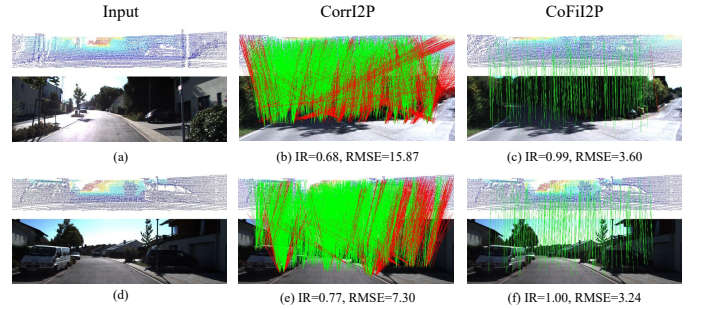 Input
CorrI2P
CoFiI2P
(a)
(b) IR=0.68, RMSE=15.87
(c) IR=0.99, RMSE=3.60
(d)
(e) IR=0.77, RMSE=7.30
(f) IR=1.00, RMSE=3.24